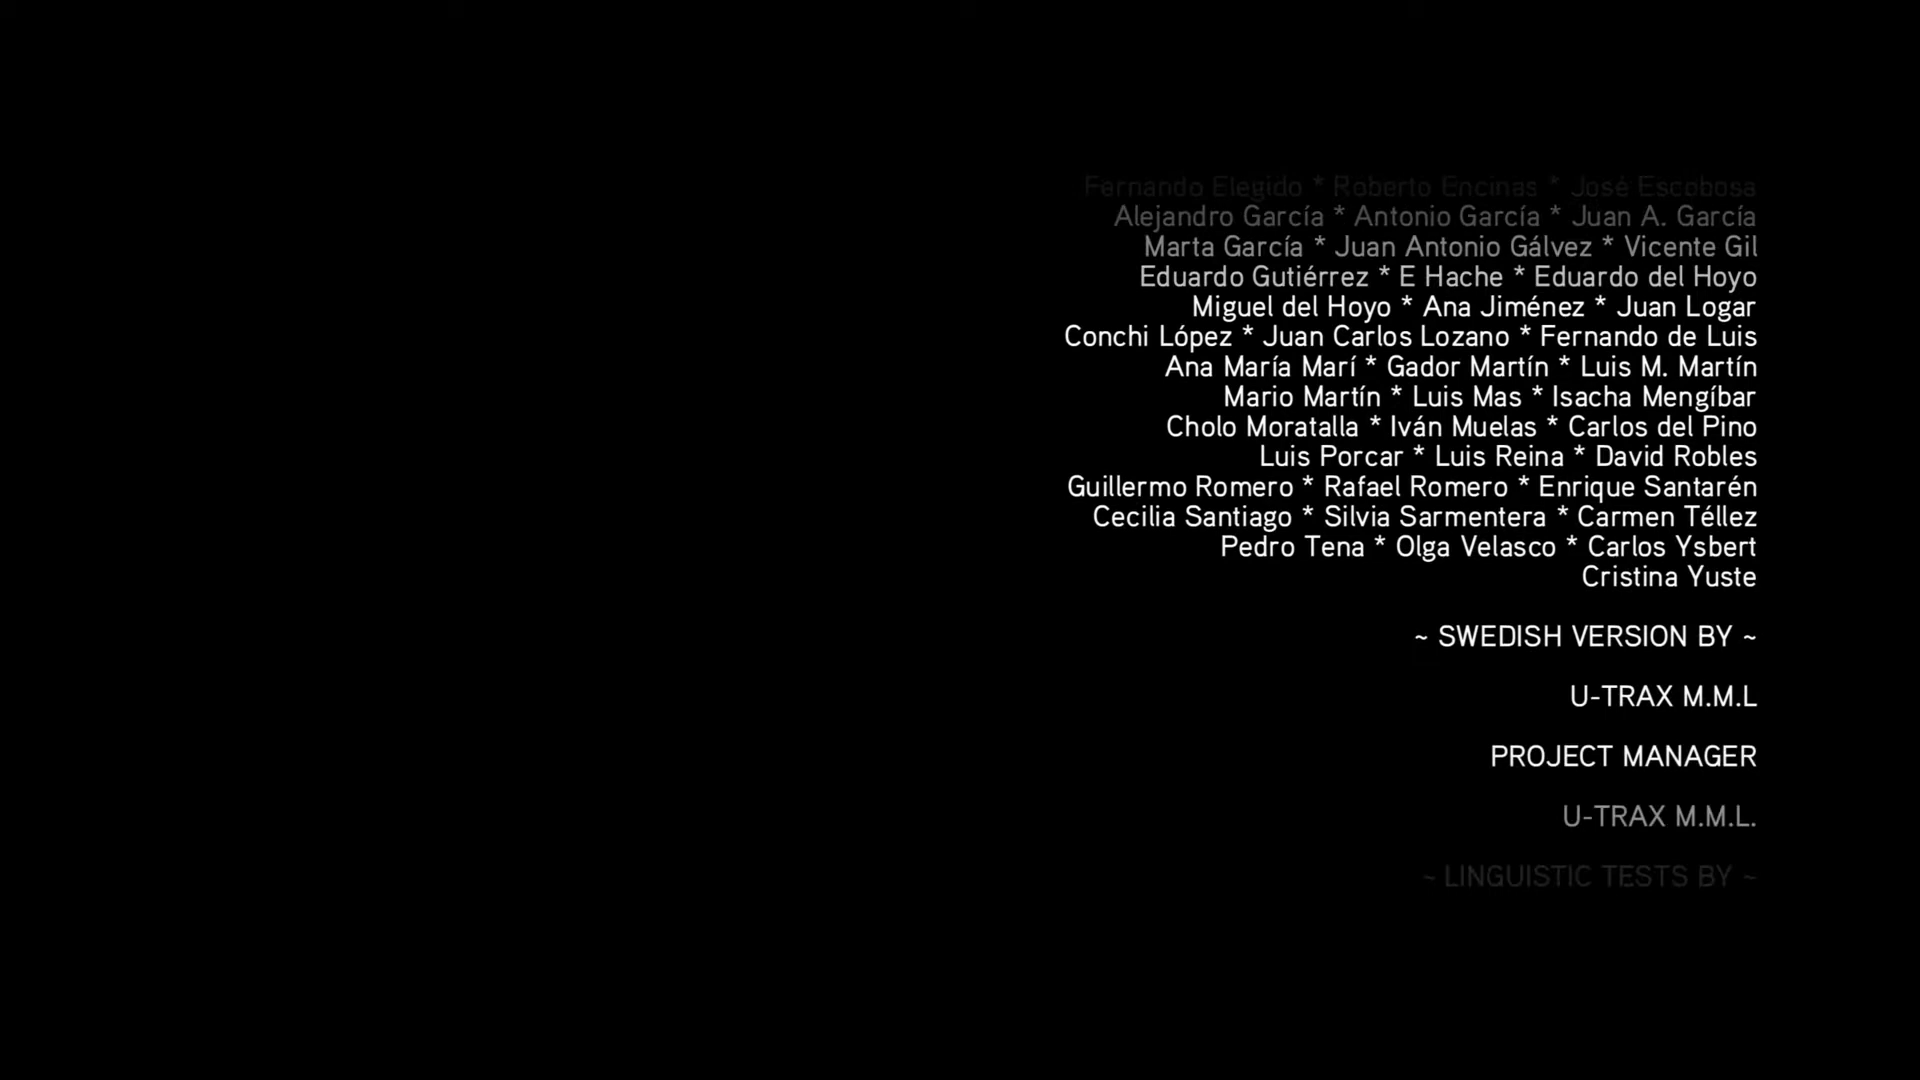 Fernando Elegido * Roberto Encinas * José Escobosa
Alejandro García * Antonio García * Juan A. García
Marta García * Juan Antonio Gálvez * Vicente Gil
Eduardo Gutiérrez * E Hache * Eduardo del Hoyo
Miguel del Hoyo * Ana Jiménez * Juan Logar
Conchi López * Juan Carlos Lozano * Fernando de Luis
Ana María Marí * Gador Martín * Luis M. Martín
Mario Martín * Luis Mas * Isacha Mengíbar
Cholo Moratalla * Iván Muelas * Carlos del Pino
Luis Porcar * Luis Reina * David Robles
Guillermo Romero * Rafael Romero * Enrique Santarén
Cecilia Santiago * Silvia Sarmentera * Carmen Téllez
Pedro Tena * Olga Velasco * Carlos Ysbert
Cristina Yuste
~ SWEDISH VERSION BY ~
U-TRAX M.M.L
PROJECT MANAGER
U-TRAX M.M.L.
~ LINGUISTIC TESTS BY ~